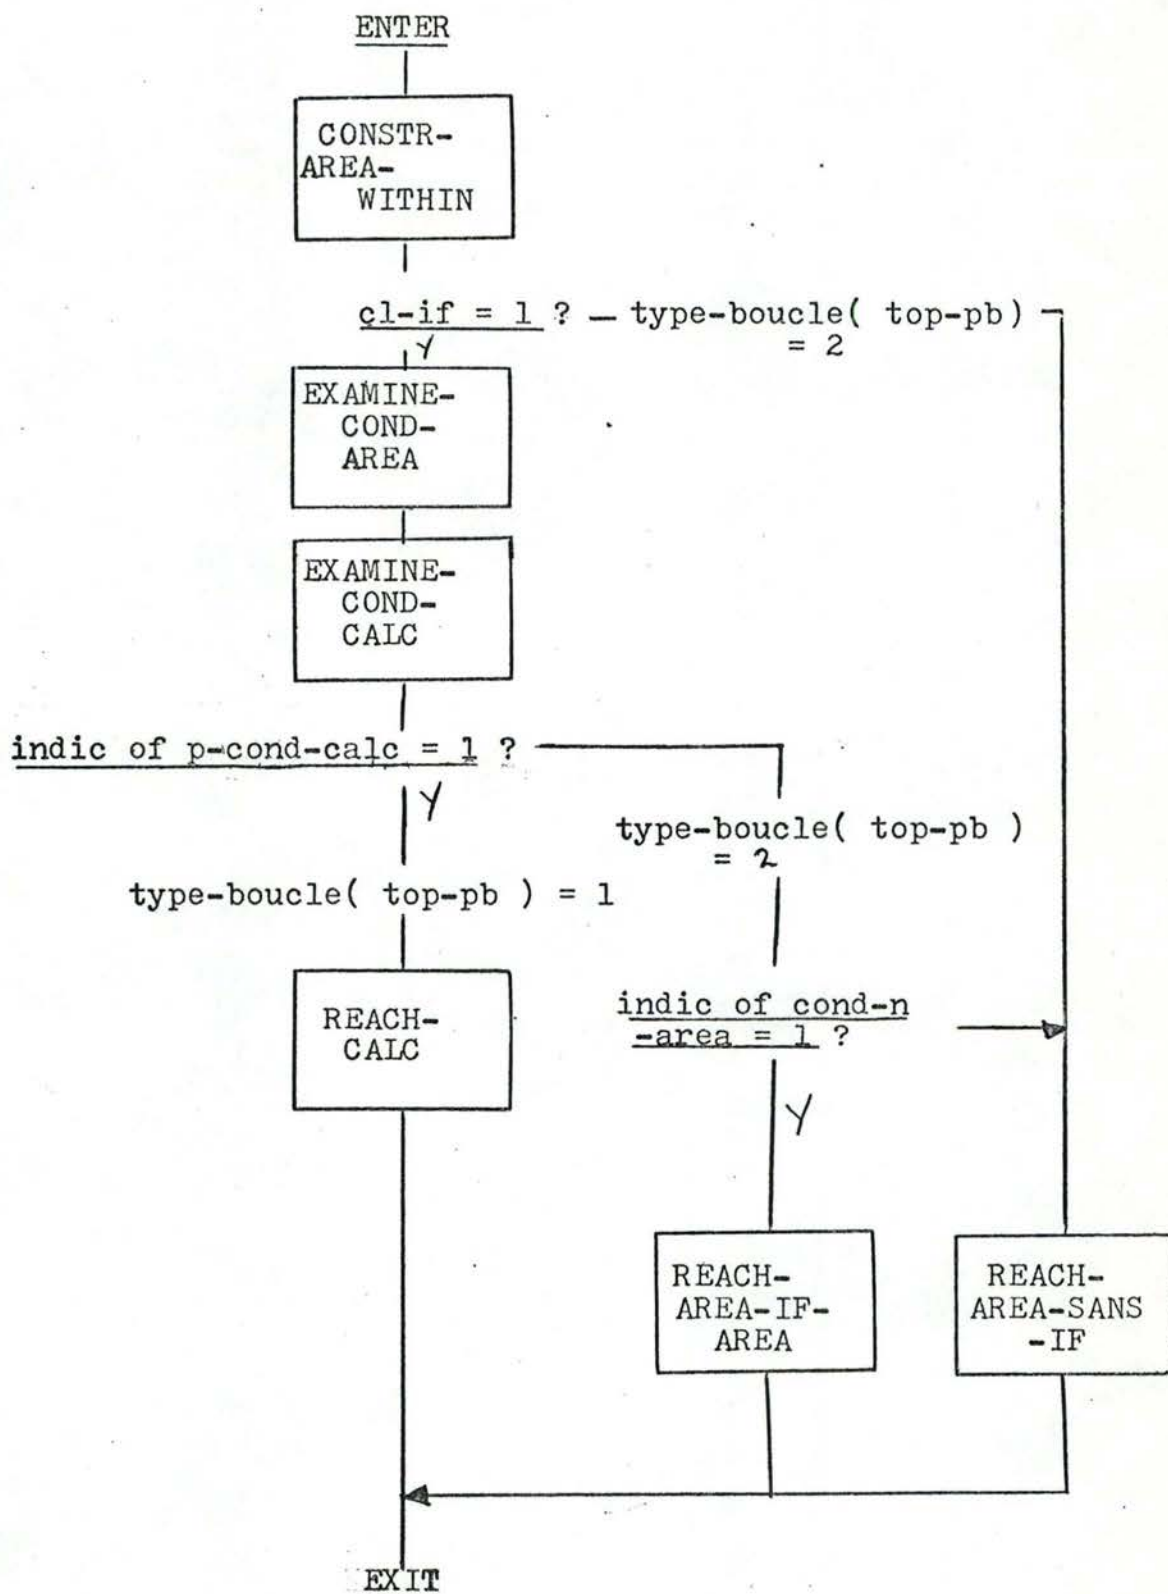 ENTER
CONSTR-
AREA-
WITHIN
cl-if = 1 ? — type-boucle( top-pb)
= 2
Y
EXAMINE-
COND-
AREA
EXAMINE-
COND-
CALC
indic of p-cond-calc = 1 ?
Y
type-boucle( top-pb )
= 2
type-boucle( top-pb ) = 1
REACH-
CALC
indic of cond-n
-area = 1 ?
Y
REACH-
AREA-IF-
AREA
REACH-
AREA-SANS
-IF
EXIT